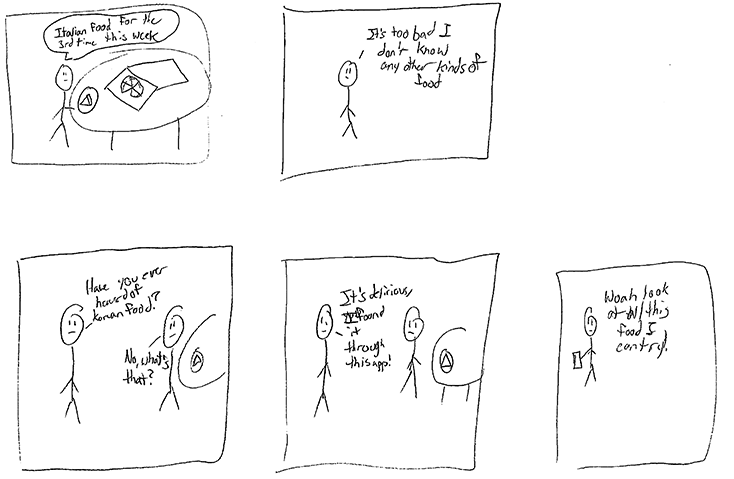 Italian food for the
3rd time this week
It's too bad I
don't know
any other kinds of
food
Have you ever
heard of
korean food?
No, what's
that?
It's delicious,
I found
it
through
this app!
Woah look
at all this
food I
can try!